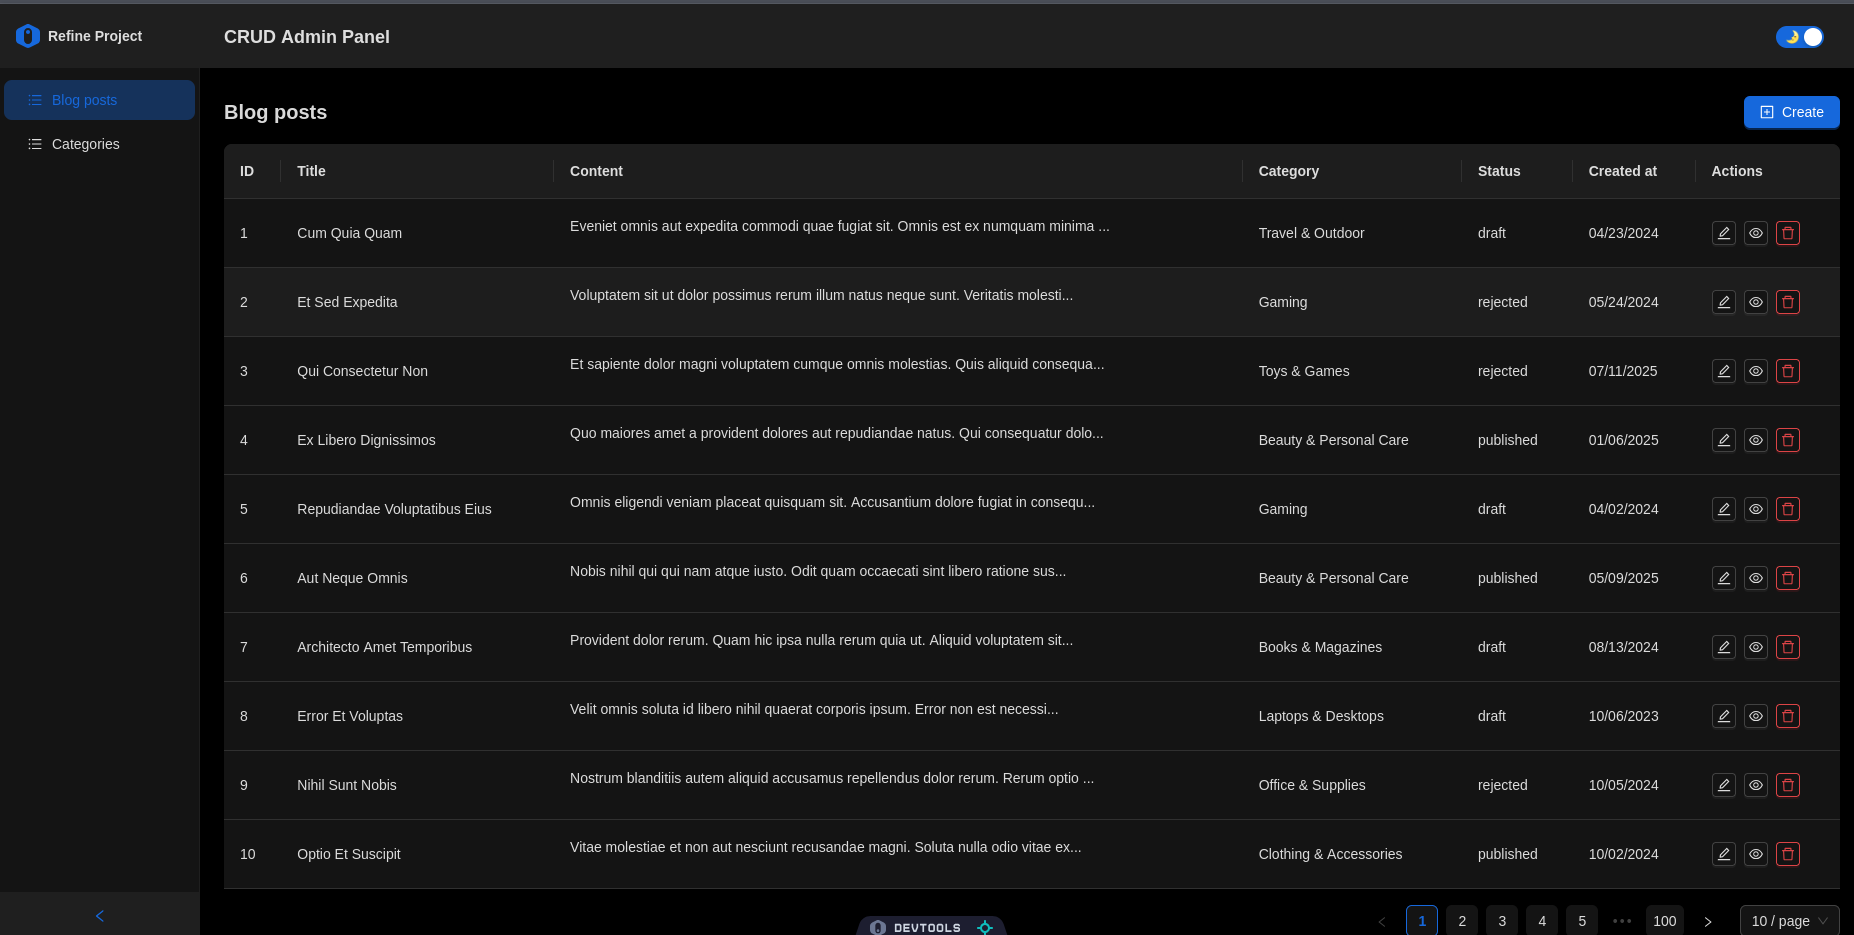 Refine Project
CRUD Admin Panel
Blog posts
Categories
Blog posts
Create
ID Title Content Category Status Created at Actions
1 Cum Quia Quam Eveniet omnis aut expedita commodi quae fugiat sit. Omnis est ex numquam minima ... Travel & Outdoor draft 04/23/2024
2 Et Sed Expedita Voluptatem sit ut dolor possimus rerum illum natus neque sunt. Veritatis molesti... Gaming rejected 05/24/2024
3 Qui Consectetur Non Et sapiente dolor magni voluptatem cumque omnis molestias. Quis aliquid consequa... Toys & Games rejected 07/11/2025
4 Ex Libero Dignissimos Quo maiores amet a provident dolores aut repudiandae natus. Qui consequatur dolo... Beauty & Personal Care published 01/06/2025
5 Repudiandae Voluptatibus Eius Omnis eligendi veniam placeat quisquam sit. Accusantium dolore fugiat in consequ... Gaming draft 04/02/2024
6 Aut Neque Omnis Nobis nihil qui qui nam atque iusto. Odit quam occaecati sint libero ratione sus... Beauty & Personal Care published 05/09/2025
7 Architecto Amet Temporibus Provident dolor rerum. Quam hic ipsa nulla rerum quia ut. Aliquid voluptatem sit... Books & Magazines draft 08/13/2024
8 Error Et Voluptas Velit omnis soluta id libero nihil quaerat corporis ipsum. Error non est necessi... Laptops & Desktops draft 10/06/2023
9 Nihil Sunt Nobis Nostrum blanditiis autem aliquid accusamus repellendus dolor rerum. Rerum optio ... Office & Supplies rejected 10/05/2024
10 Optio Et Suscipit Vitae molestiae et non aut nesciunt recusandae magni. Soluta nulla odio vitae ex... Clothing & Accessories published 10/02/2024
1 2 3 4 5 ••• 100 10 / page
DEVTOOLS